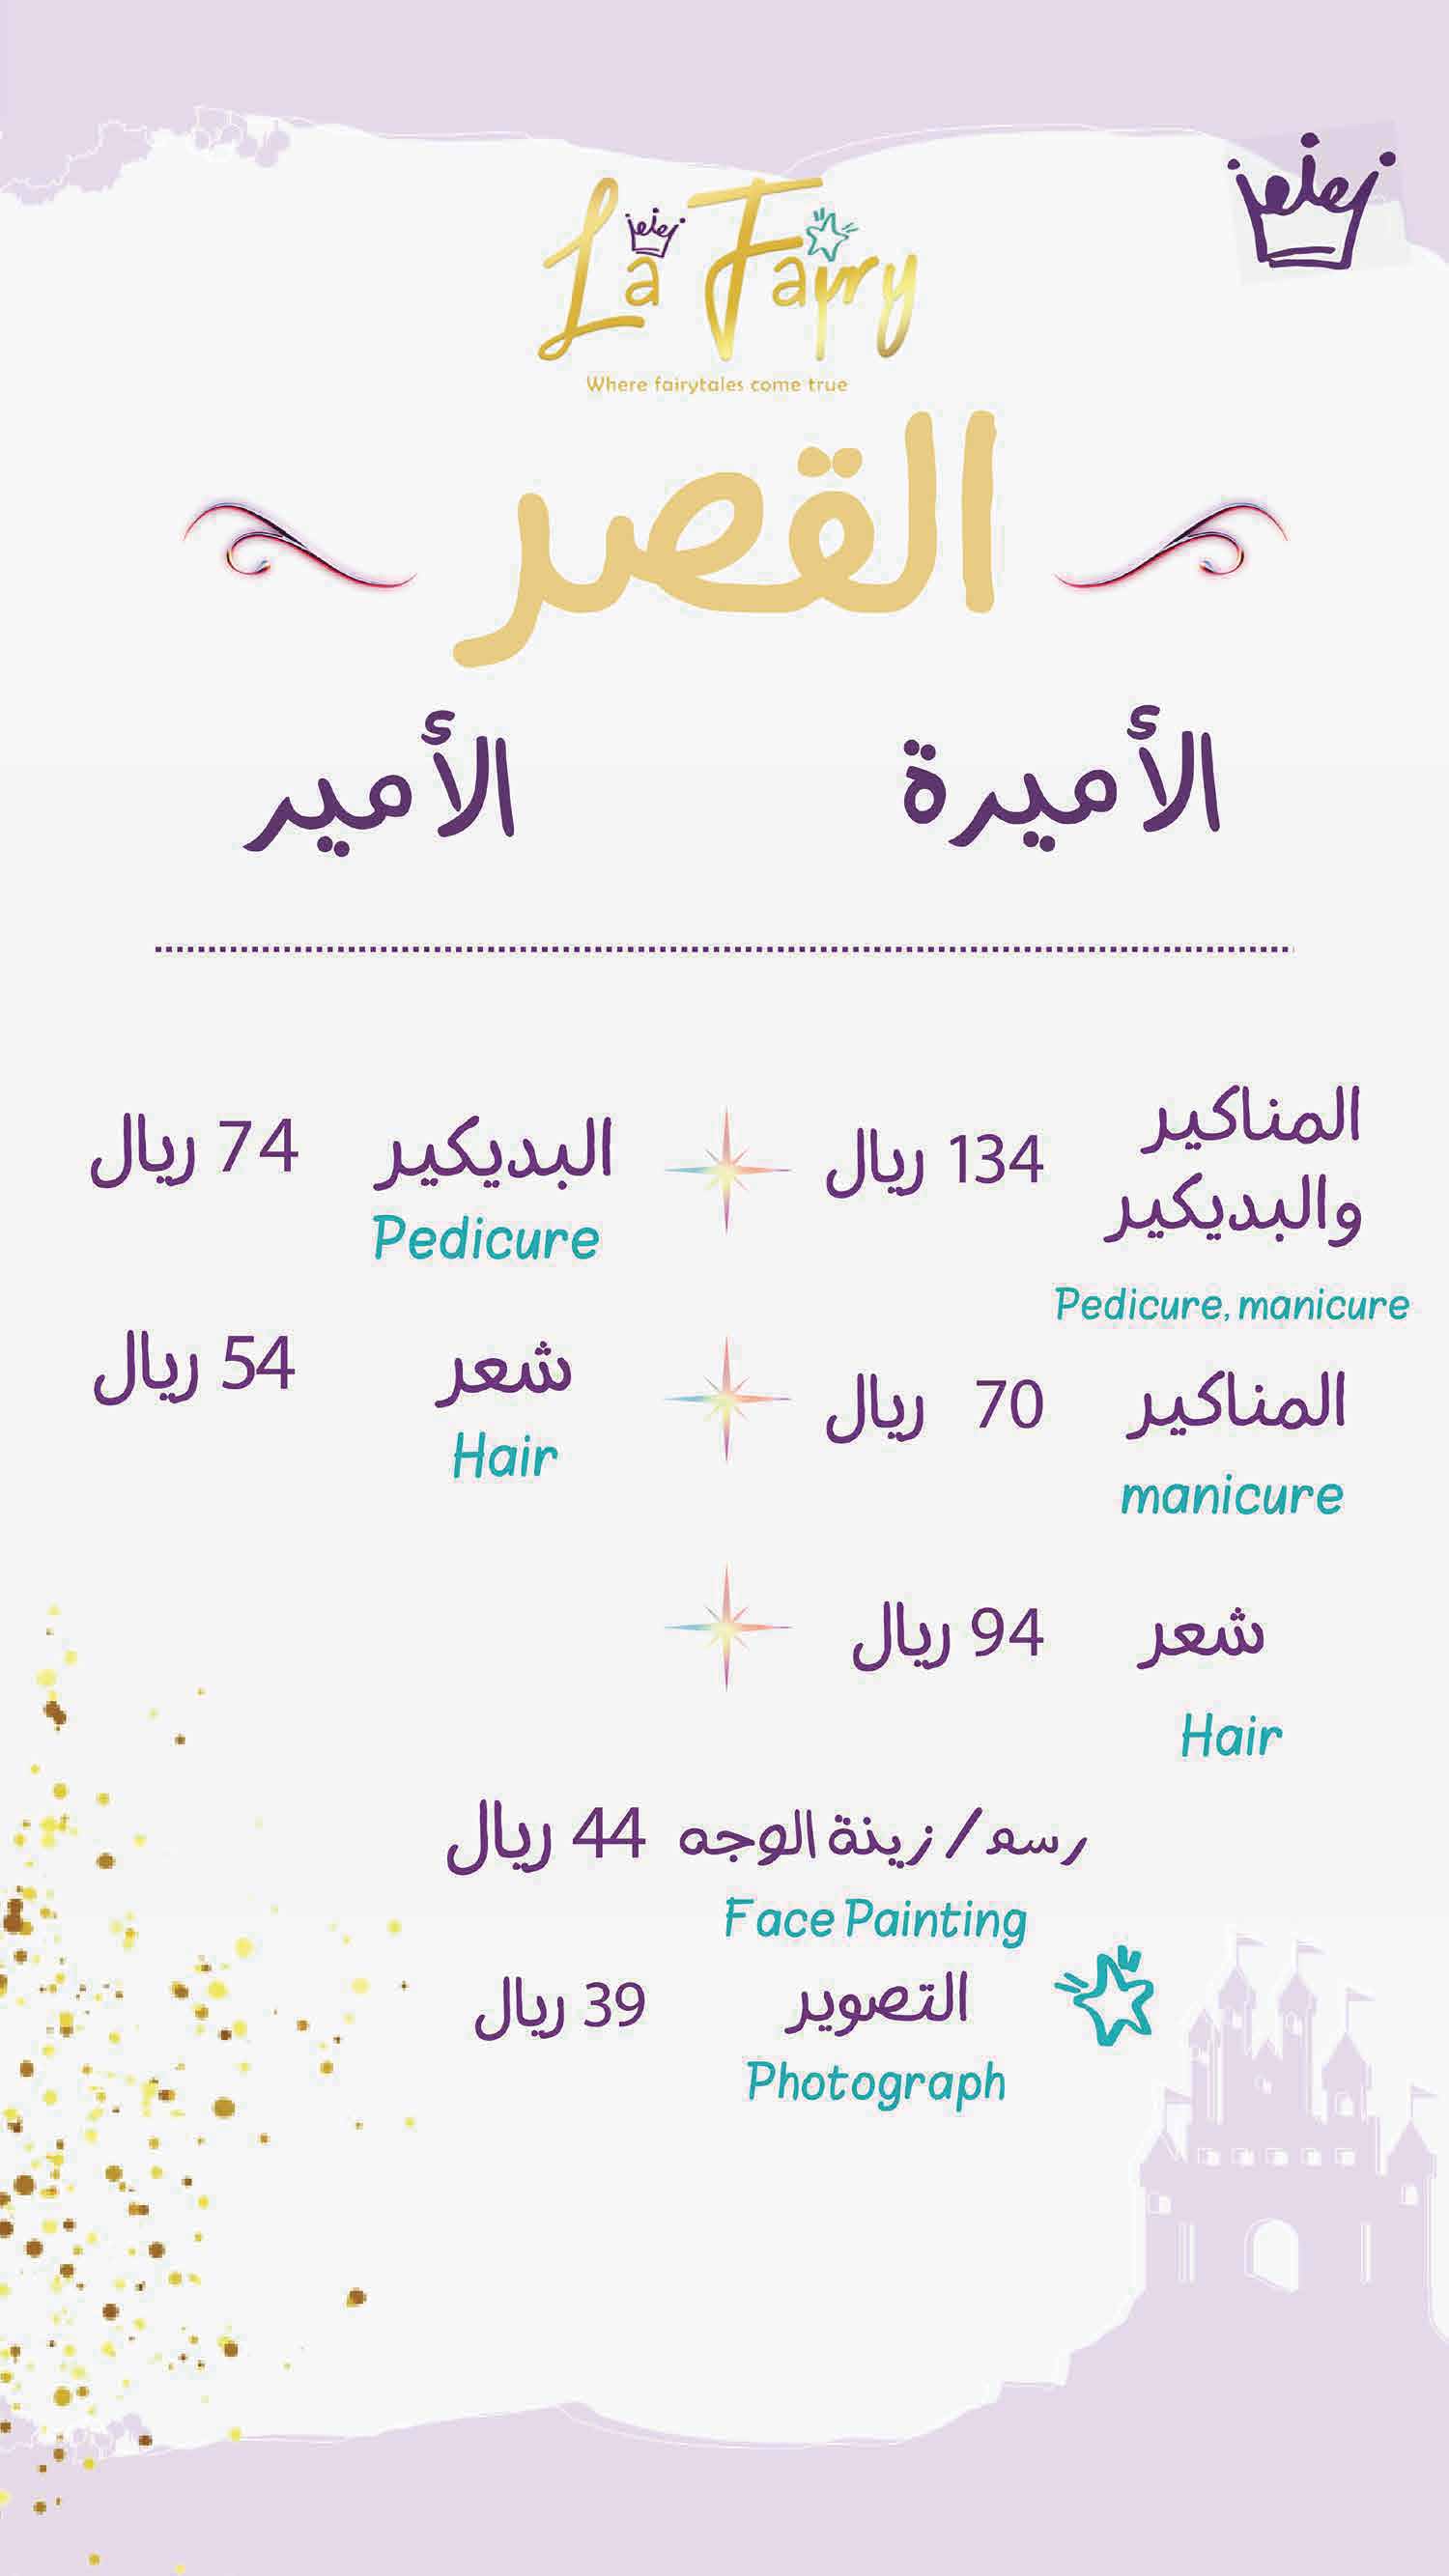 La Fairy
Where fairytales come true
القصر
الأميرة
الأمير
المناكير
والبديكير
134 ريال
Pedicure, manicure
المناكير 70 ريال
manicure
شعر 94 ريال
Hair
البديكير 74 ريال
Pedicure
شعر 54 ريال
Hair
رسم / زينة الوجه 44 ريال
Face Painting
التصوير 39 ريال
Photograph